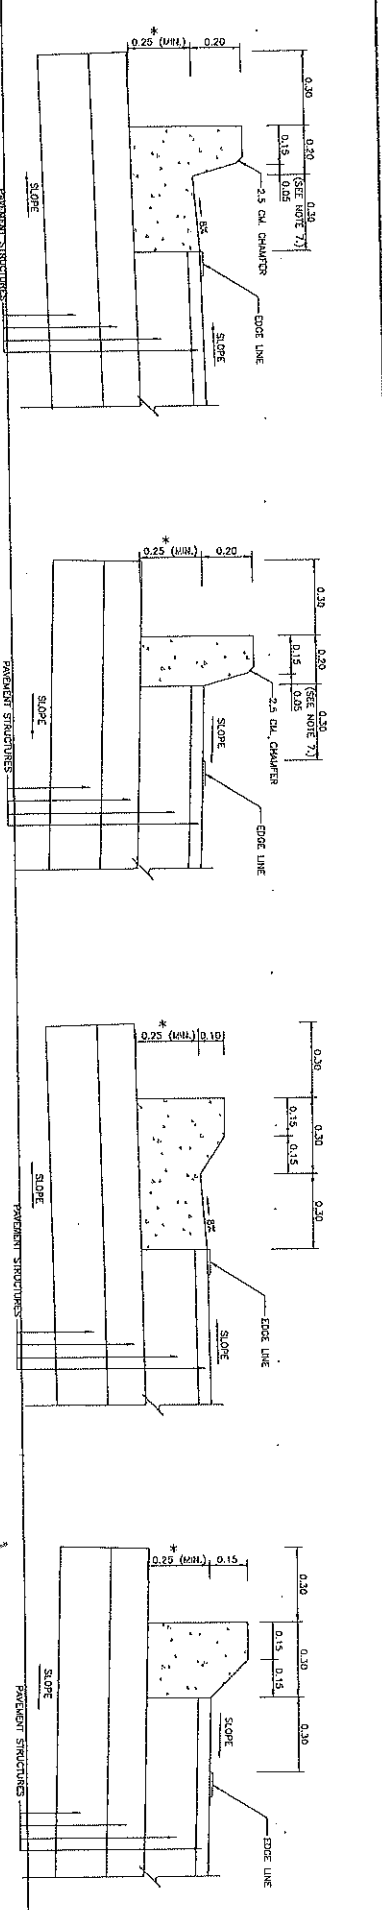 0.30
0.20
0.30
0.15
0.05
(SEE NOTE 7.)
*
0.25 (MIN.)
0.20
2.5 CM. CHAMFER
8%
EDGE LINE
SLOPE
SLOPE
PAVEMENT STRUCTURES
0.30
0.20
0.30
0.15
0.05
(SEE NOTE 7.)
*
0.25 (MIN.)
0.20
2.5 CM. CHAMFER
SLOPE
EDGE LINE
SLOPE
PAVEMENT STRUCTURES
0.30
0.30
0.30
0.15
0.15
*
0.25 (MIN.)
0.10
8%
EDGE LINE
SLOPE
SLOPE
PAVEMENT STRUCTURES
0.30
0.30
0.30
0.15
0.15
*
0.25 (MIN.)
0.15
SLOPE
EDGE LINE
SLOPE
PAVEMENT STRUCTURES